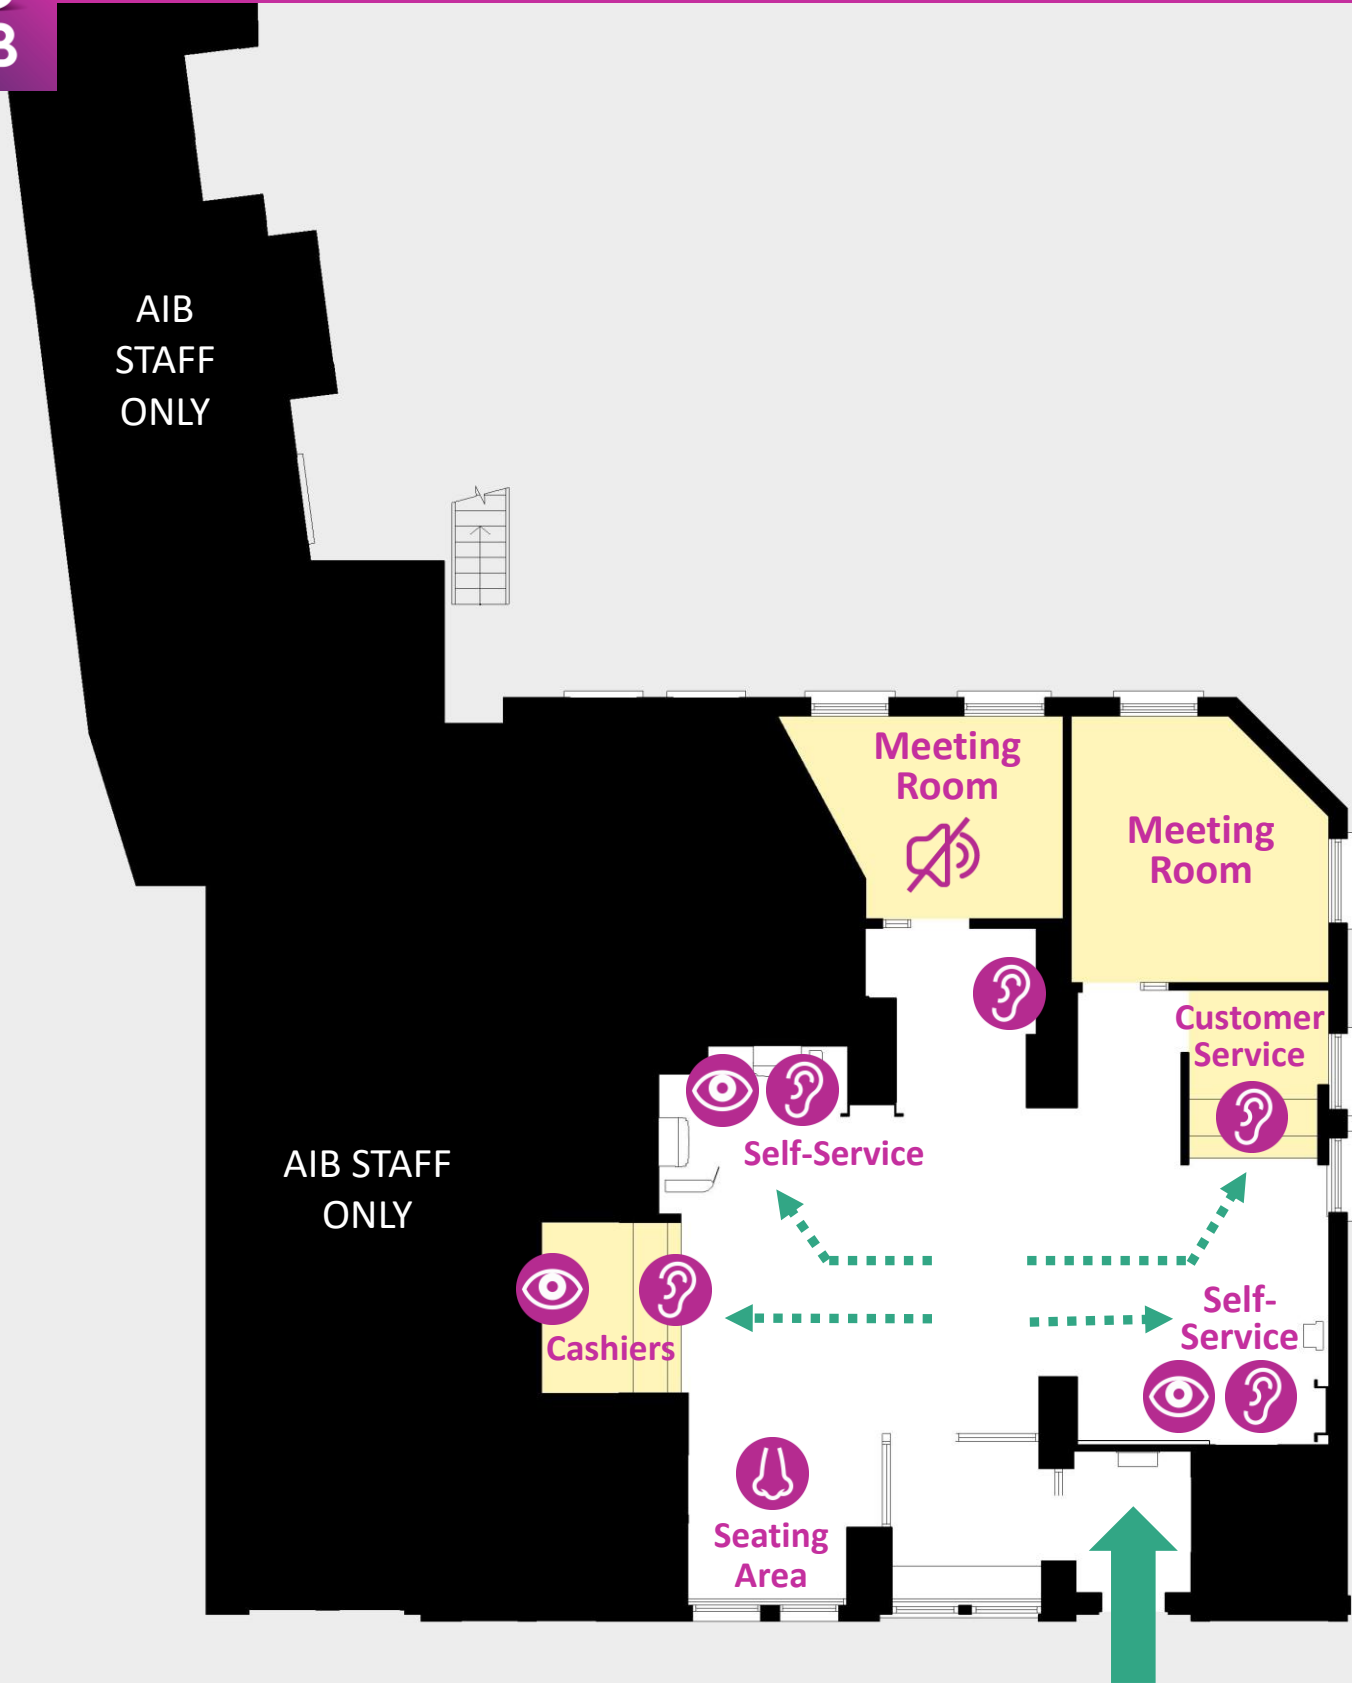 B
AIB
STAFF
ONLY
Meeting
Room
Meeting
Room
Customer
Service
Self-Service
AIB STAFF
ONLY
Self-
Service
Cashiers
Seating
Area